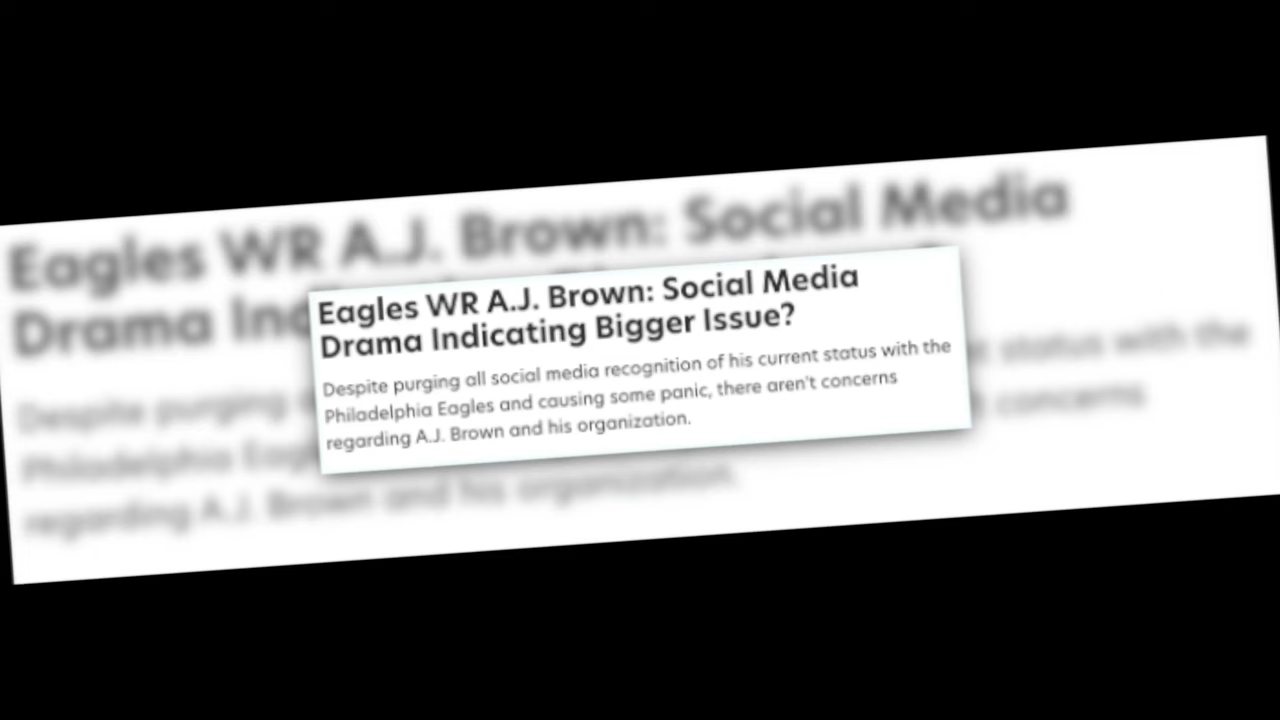 Eagles WR A.J. Brown: Social Media
Drama Indicating Bigger Issue?
Despite purging all social media recognition of his current status with the
Philadelphia Eagles and causing some panic, there aren't concerns
regarding A.J. Brown and his organization.